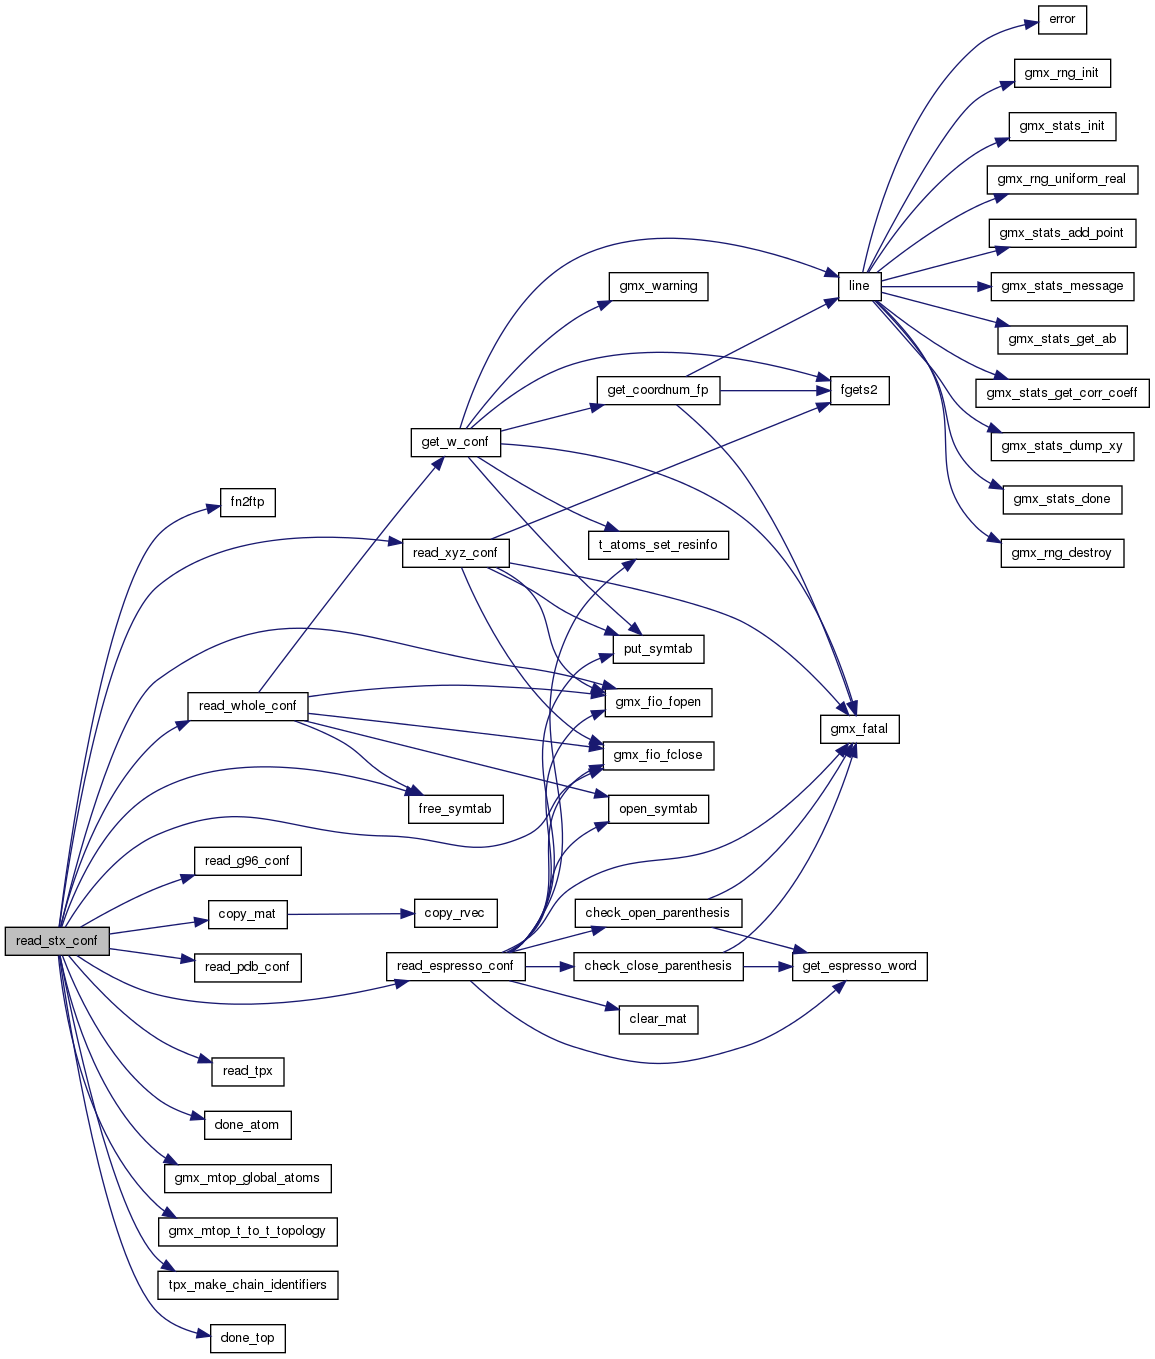 error
gmx_rng_init
gmx_stats_init
gmx_rng_uniform_real
gmx_stats_add_point
line
gmx_warning
gmx_stats_message
gmx_stats_get_ab
get_coordnum_fp
fgets2
gmx_stats_get_corr_coeff
get_w_conf
gmx_stats_dump_xy
fn2ftp
gmx_stats_done
read_xyz_conf
t_atoms_set_resinfo
gmx_rng_destroy
put_symtab
read_whole_conf
gmx_fio_fopen
gmx_fatal
gmx_fio_fclose
free_symtab
open_symtab
read_g96_conf
copy_mat
copy_rvec
check_open_parenthesis
read_stx_conf
read_pdb_conf
read_espresso_conf
check_close_parenthesis
get_espresso_word
clear_mat
read_tpx
done_atom
gmx_mtop_global_atoms
gmx_mtop_t_to_t_topology
tpx_make_chain_identifiers
done_top